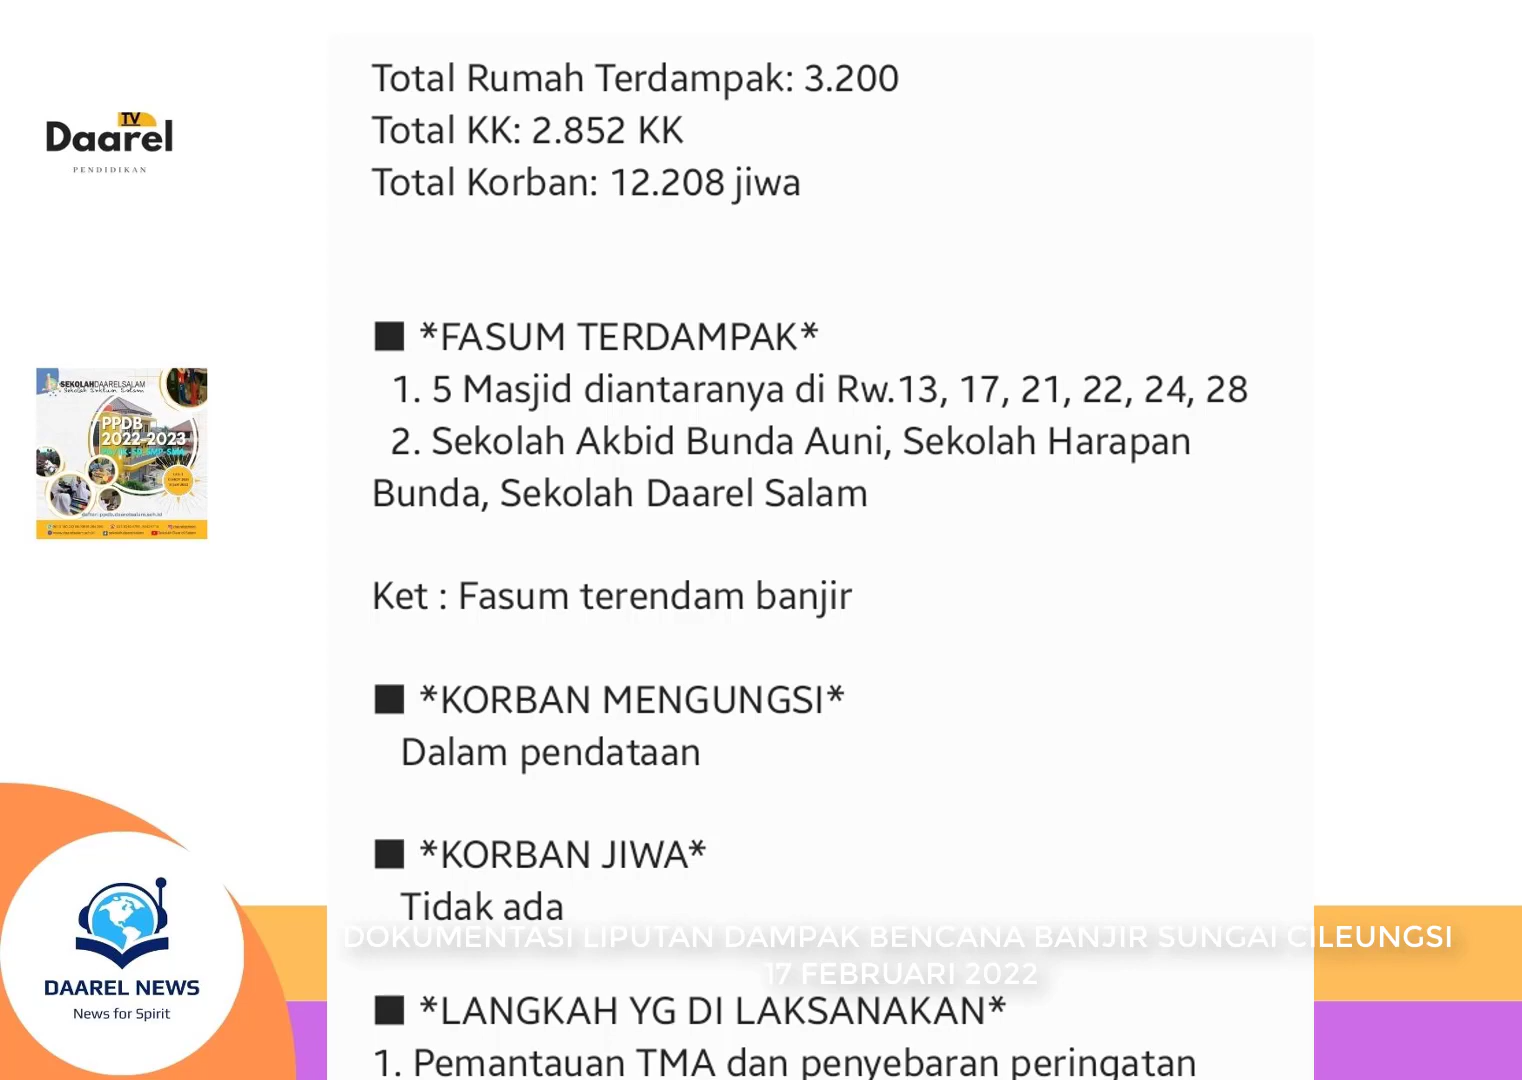 Total Rumah Terdampak: 3.200
Total KK: 2.852 KK
Total Korban: 12.208 jiwa
TV
Daarel
PENDIDIKAN
■ *FASUM TERDAMPAK*
1. 5 Masjid diantaranya di Rw.13, 17, 21, 22, 24, 28
2. Sekolah Akbid Bunda Auni, Sekolah Harapan
Bunda, Sekolah Daarel Salam
SEKOLAHDAARELSALAM
PPDB
2022-2023
Ket : Fasum terendam banjir
■ *KORBAN MENGUNGSI*
Dalam pendataan
■ *KORBAN JIWA*
Tidak ada
DOKUMENTASI LIPUTAN DAMPAK BENCANA BANJIR SUNGAI CILEUNGSI
17 FEBRUARI 2022
DAAREL NEWS
News for Spirit
■ *LANGKAH YG DI LAKSANAKAN*
1. Pemantauan TMA dan penyebaran peringatan